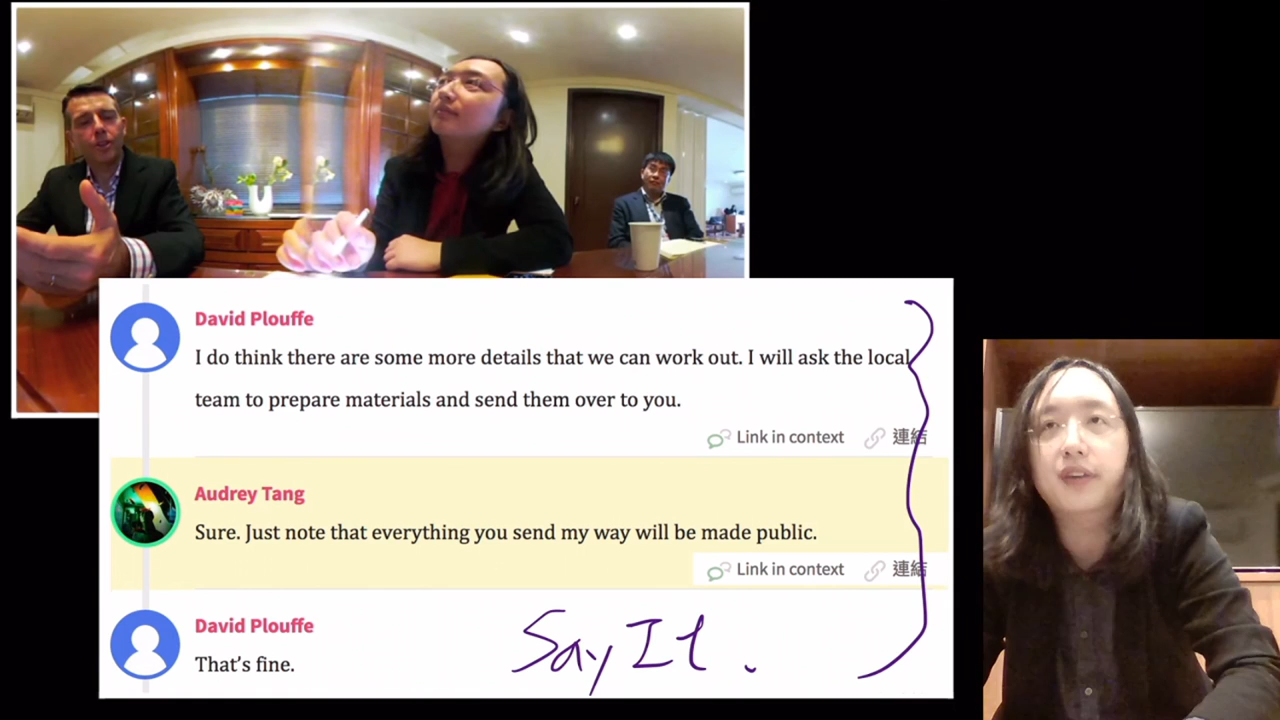 David Plouffe
I do think there are some more details that we can work out. I will ask the local
team to prepare materials and send them over to you.
Link in context 連結
Audrey Tang
Sure. Just note that everything you send my way will be made public.
Link in context 連結
David Plouffe
That's fine.
Say It .